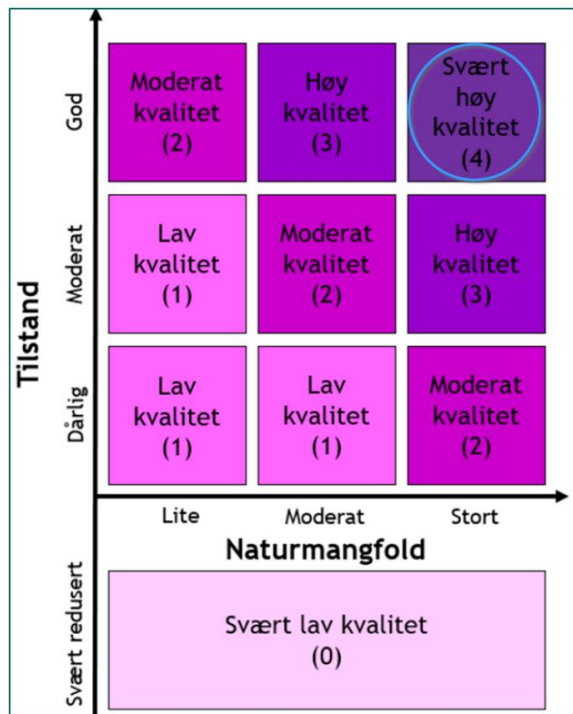 God
Moderat
kvalitet
(2)
Høy
kvalitet
(3)
Svært
høy
kvalitet
(4)
Moderat
Lav
kvalitet
(1)
Moderat
kvalitet
(2)
Høy
kvalitet
(3)
Tilstand
Dårlig
Lav
kvalitet
(1)
Lav
kvalitet
(1)
Moderat
kvalitet
(2)
Lite
Moderat
Stort
Naturmangfold
Svært redusert
Svært lav kvalitet
(0)